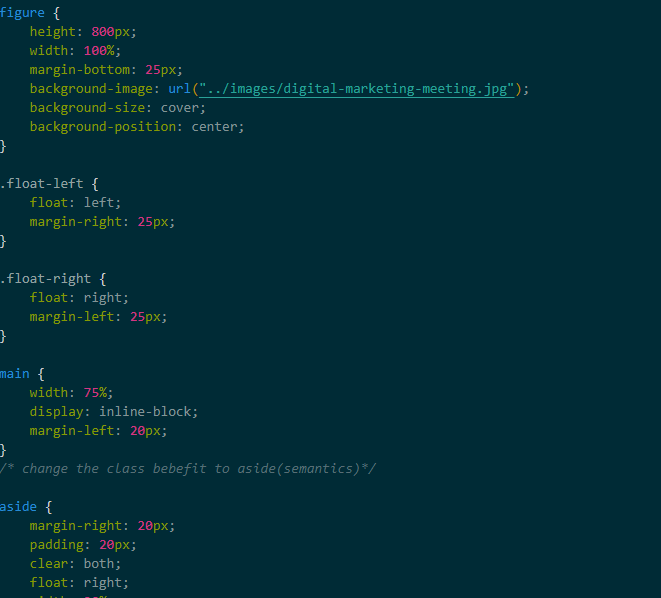 figure {
    height: 800px;
    width: 100%;
    margin-bottom: 25px;
    background-image: url("../images/digital-marketing-meeting.jpg");
    background-size: cover;
    background-position: center;
}

.float-left {
    float: left;
    margin-right: 25px;
}

.float-right {
    float: right;
    margin-left: 25px;
}

main {
    width: 75%;
    display: inline-block;
    margin-left: 20px;
}
/* change the class bebefit to aside(semantics)*/

aside {
    margin-right: 20px;
    padding: 20px;
    clear: both;
    float: right;